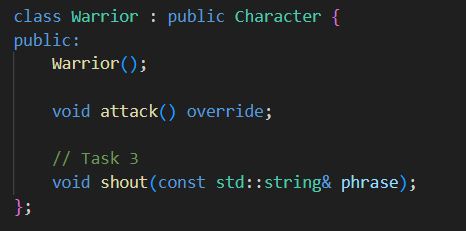 class Warrior : public Character {
public:
    Warrior();

    void attack() override;

    // Task 3
    void shout(const std::string& phrase);
};